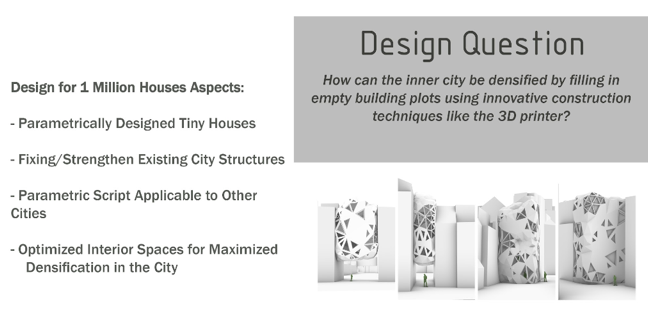 Design for 1 Million Houses Aspects:
- Parametrically Designed Tiny Houses
- Fixing/Strengthen Existing City Structures
- Parametric Script Applicable to Other
Cities
- Optimized Interior Spaces for Maximized
Densification in the City
Design Question
How can the inner city be densified by filling in
empty building plots using innovative construction
techniques like the 3D printer?